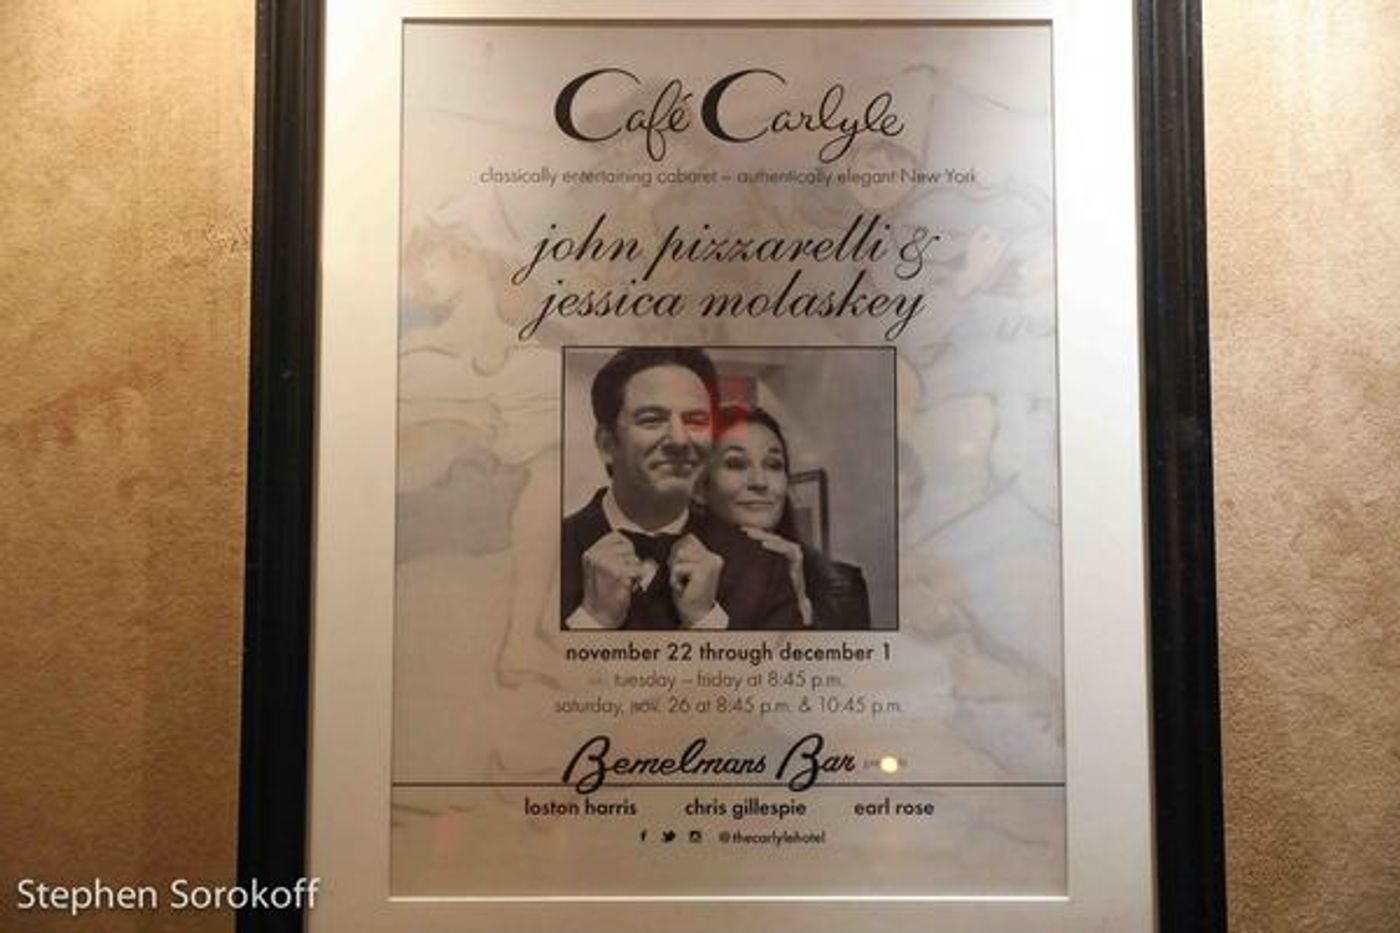 Café Carlyle
classically entertaining cabaret – authentically elegant New York
john pizzarelli &
jessica molaskey
november 22 through december 1
tuesday – friday at 8:45 p.m.
saturday, nov. 26 at 8:45 p.m. & 10:45 p.m.
Bemelmans Bar
loston harris chris gillespie earl rose
@thecarlylehotel
Stephen Sorokoff